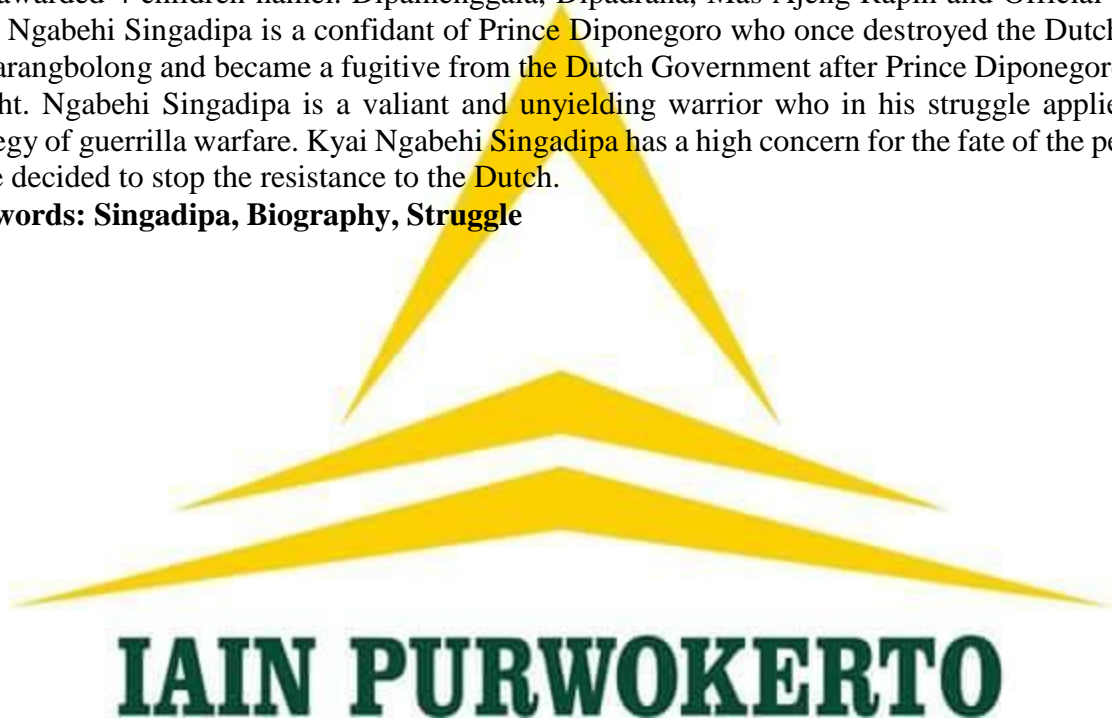 4 children
Ngabehi Singadipa is a confidant of Prince Diponegoro who once destroyed the Dutch
arangbolong and became a fugitive from the Dutch Government after Prince Diponegor
ht. Ngabehi Singadipa is a valiant and unyielding warrior who in his struggle applie
egy of guerrilla warfare. Kyai Ngabehi Singadipa has a high concern for the fate of the pe
e decided to stop the resistance to the Dutch.
words: Singadipa, Biography, Struggle
IAIN PURWOKERTO